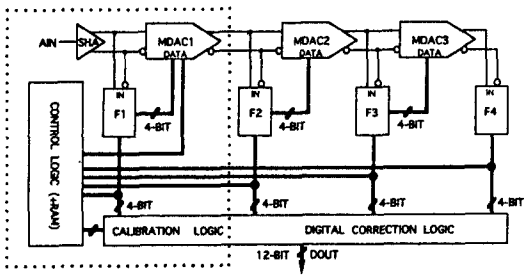 AIN
SHA
MDAC1
DATA
MDAC2
DATA
MDAC3
DATA
IN
F1
4-BIT
IN
F2
4-BIT
IN
F3
4-BIT
IN
F4
CONTROL LOGIC (+RAM)
4-BIT
4-BIT
4-BIT
4-BIT
CALIBRATION LOGIC
DIGITAL CORRECTION LOGIC
12-BIT DOUT